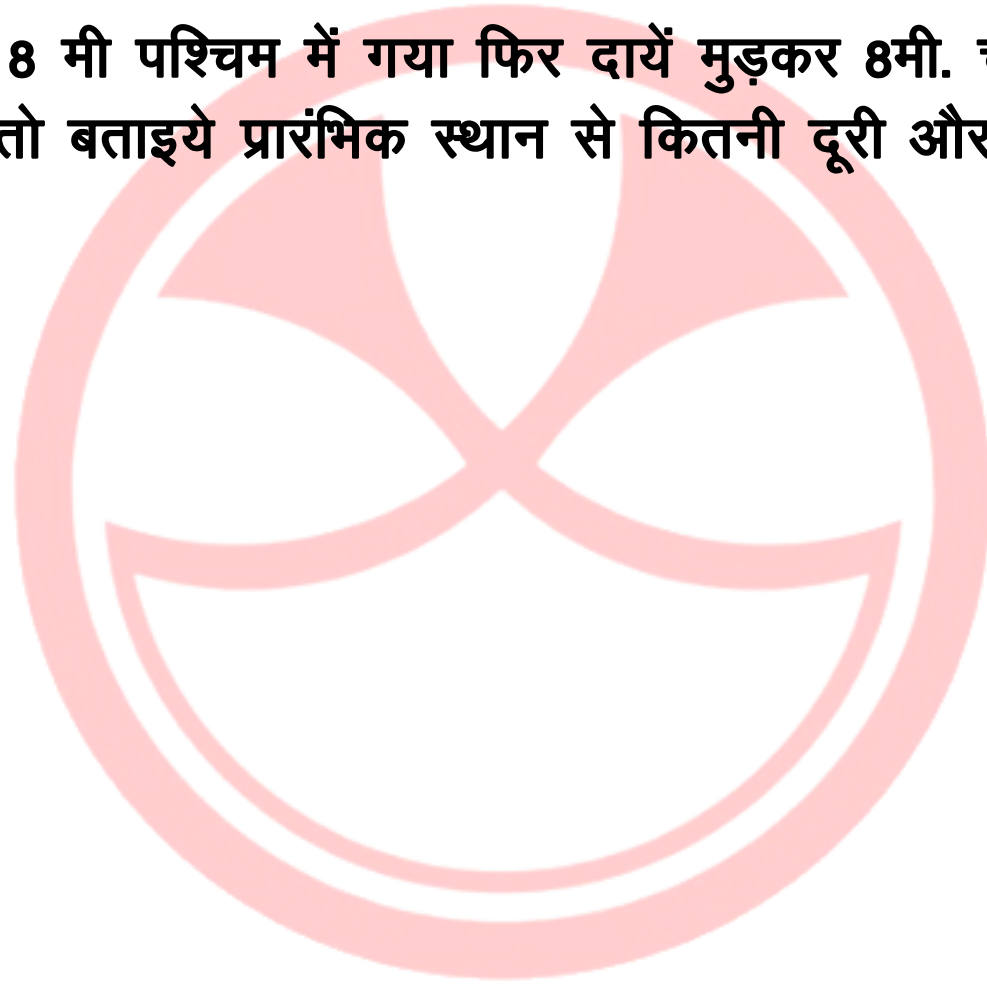 8 मी पश्चिम में गया फिर दायें मुड़कर 8मी.
तो बताइये प्रारंभिक स्थान से कितनी दूरी और